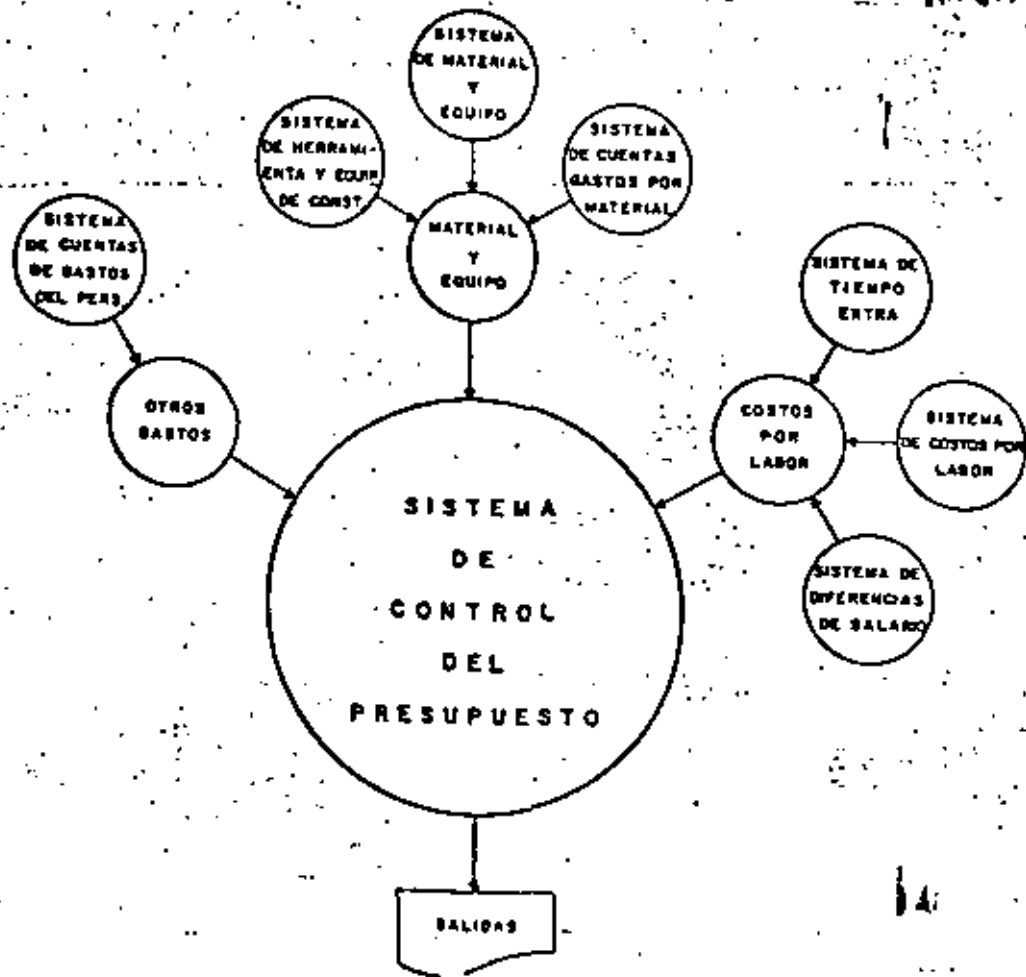 SISTEMA
DE MATERIAL
Y
EQUIPO
SISTEMA
DE HERRAMI-
ENTA Y EQUIP.
DE CONST.
SISTEMA
DE CUENTAS
GASTOS POR
MATERIAL
MATERIAL
Y
EQUIPO
SISTEMA
DE CUENTAS
DE GASTOS
DEL PERS.
OTROS
GASTOS
SISTEMA DE
TIEMPO
EXTRA
COSTOS
POR
LABOR
SISTEMA
DE COSTOS POR
LABOR
SISTEMA DE
DIFERENCIAS
DE SALARIO
SISTEMA
DE
CONTROL
DEL
PRESUPUESTO
SALIDAS